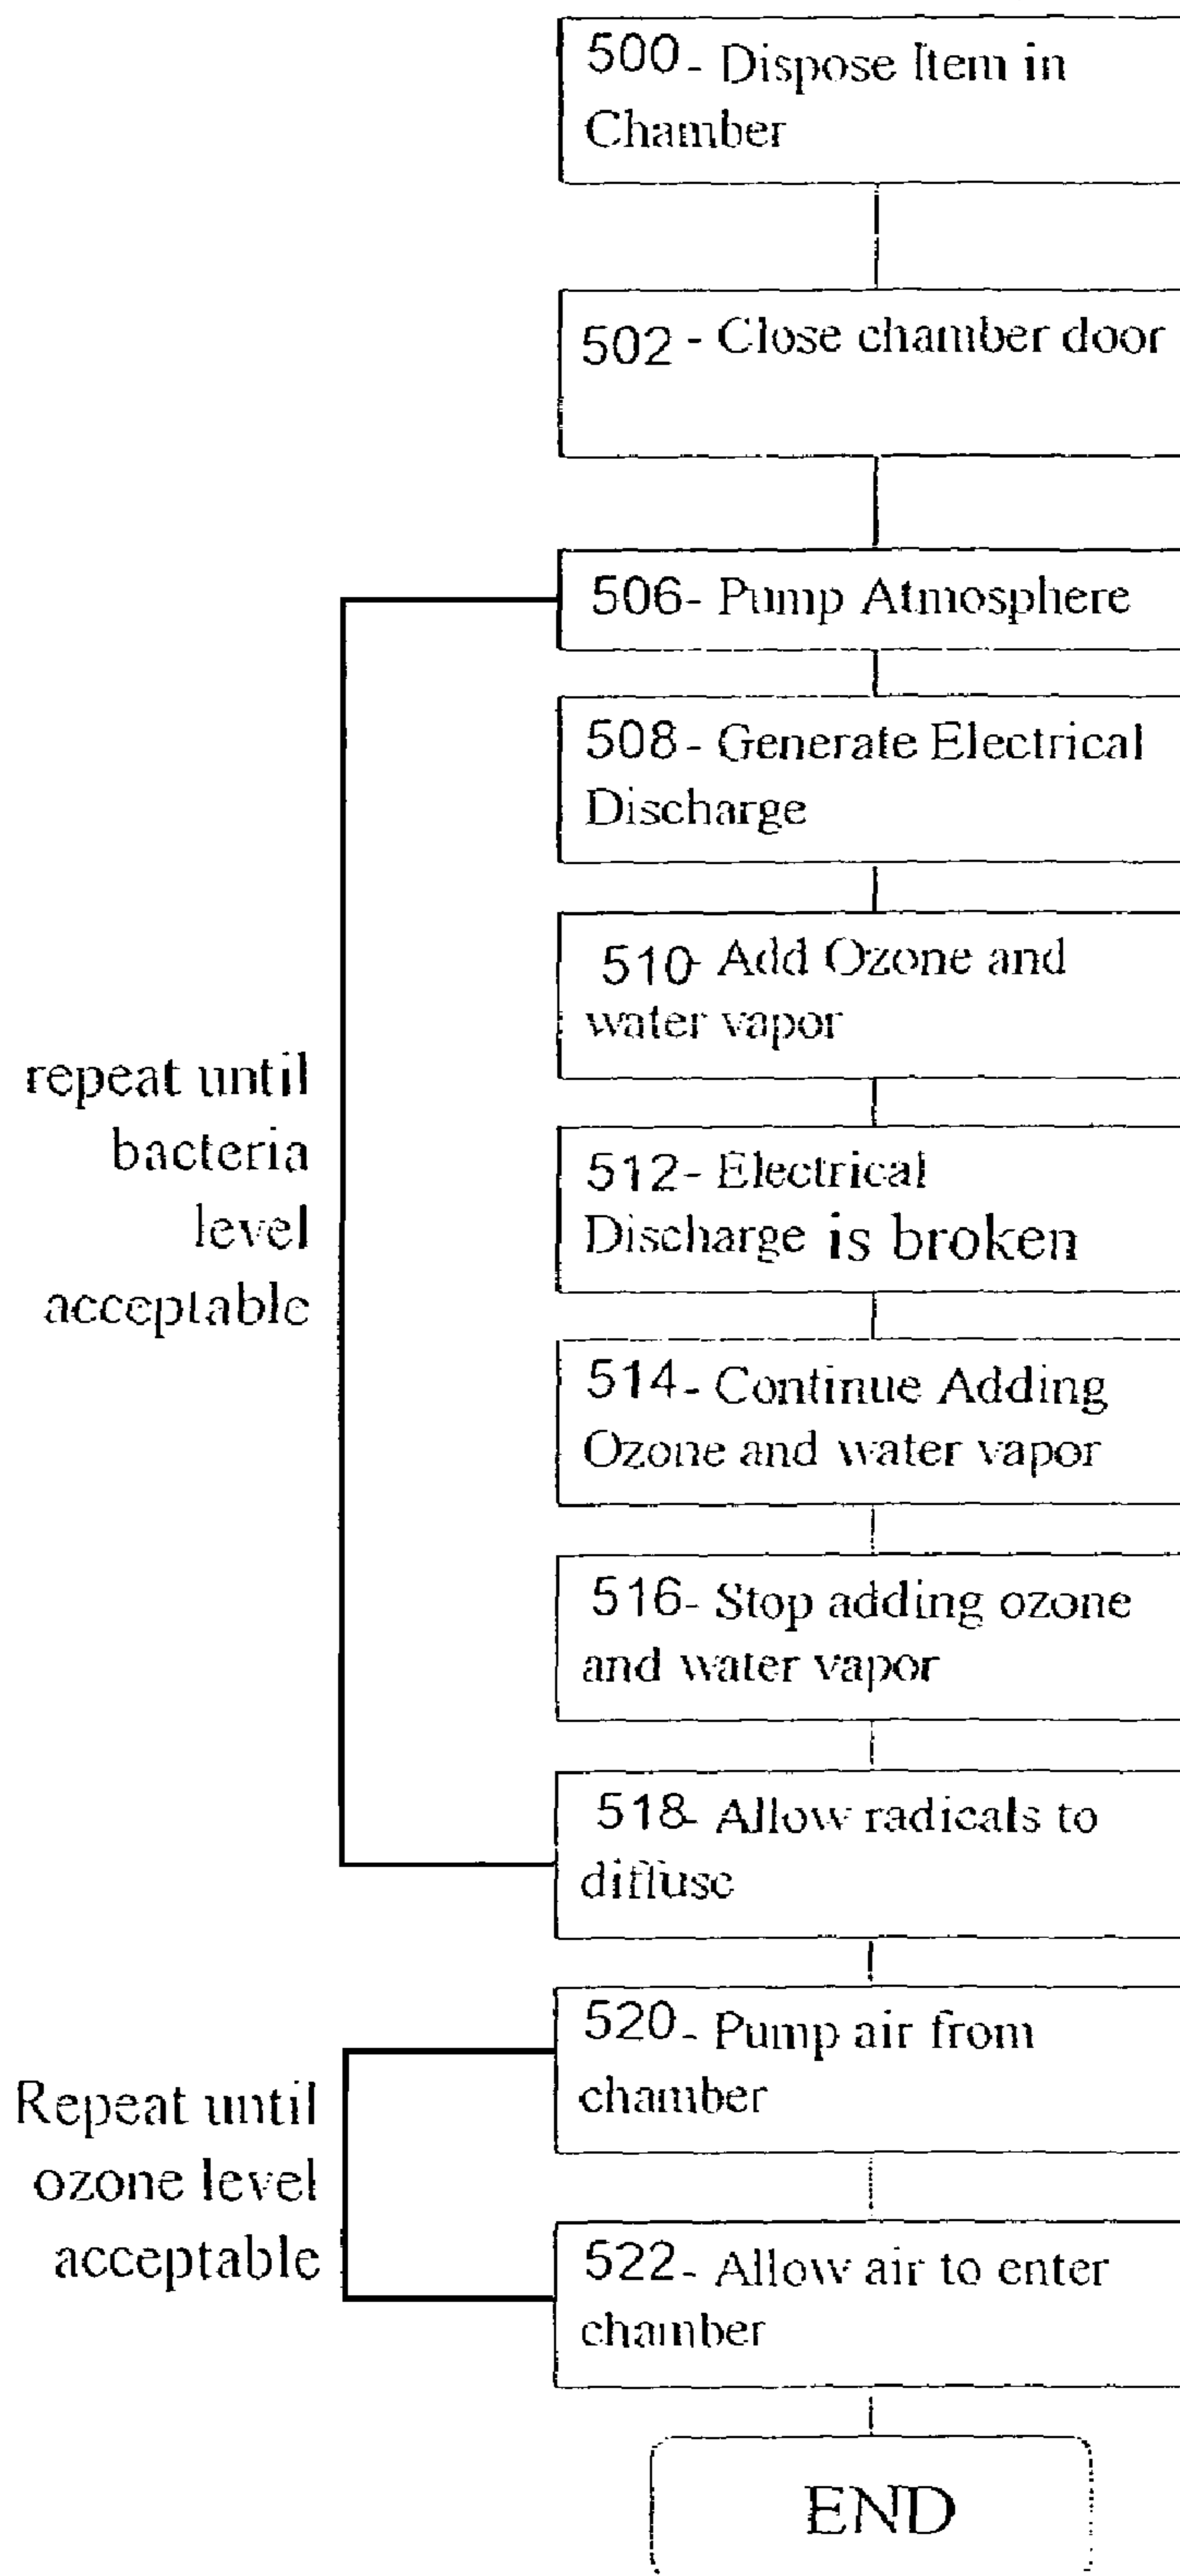 500- Dispose Item in
Chamber
502 - Close chamber door
506- Pump Atmosphere
508- Generate Electrical
Discharge
510- Add Ozone and
water vapor
512- Electrical
Discharge is broken
514- Continue Adding
Ozone and water vapor
516- Stop adding ozone
and water vapor
518- Allow radicals to
diffuse
repeat until
bacteria
level
acceptable
520- Pump air from
chamber
522- Allow air to enter
chamber
Repeat until
ozone level
acceptable
END